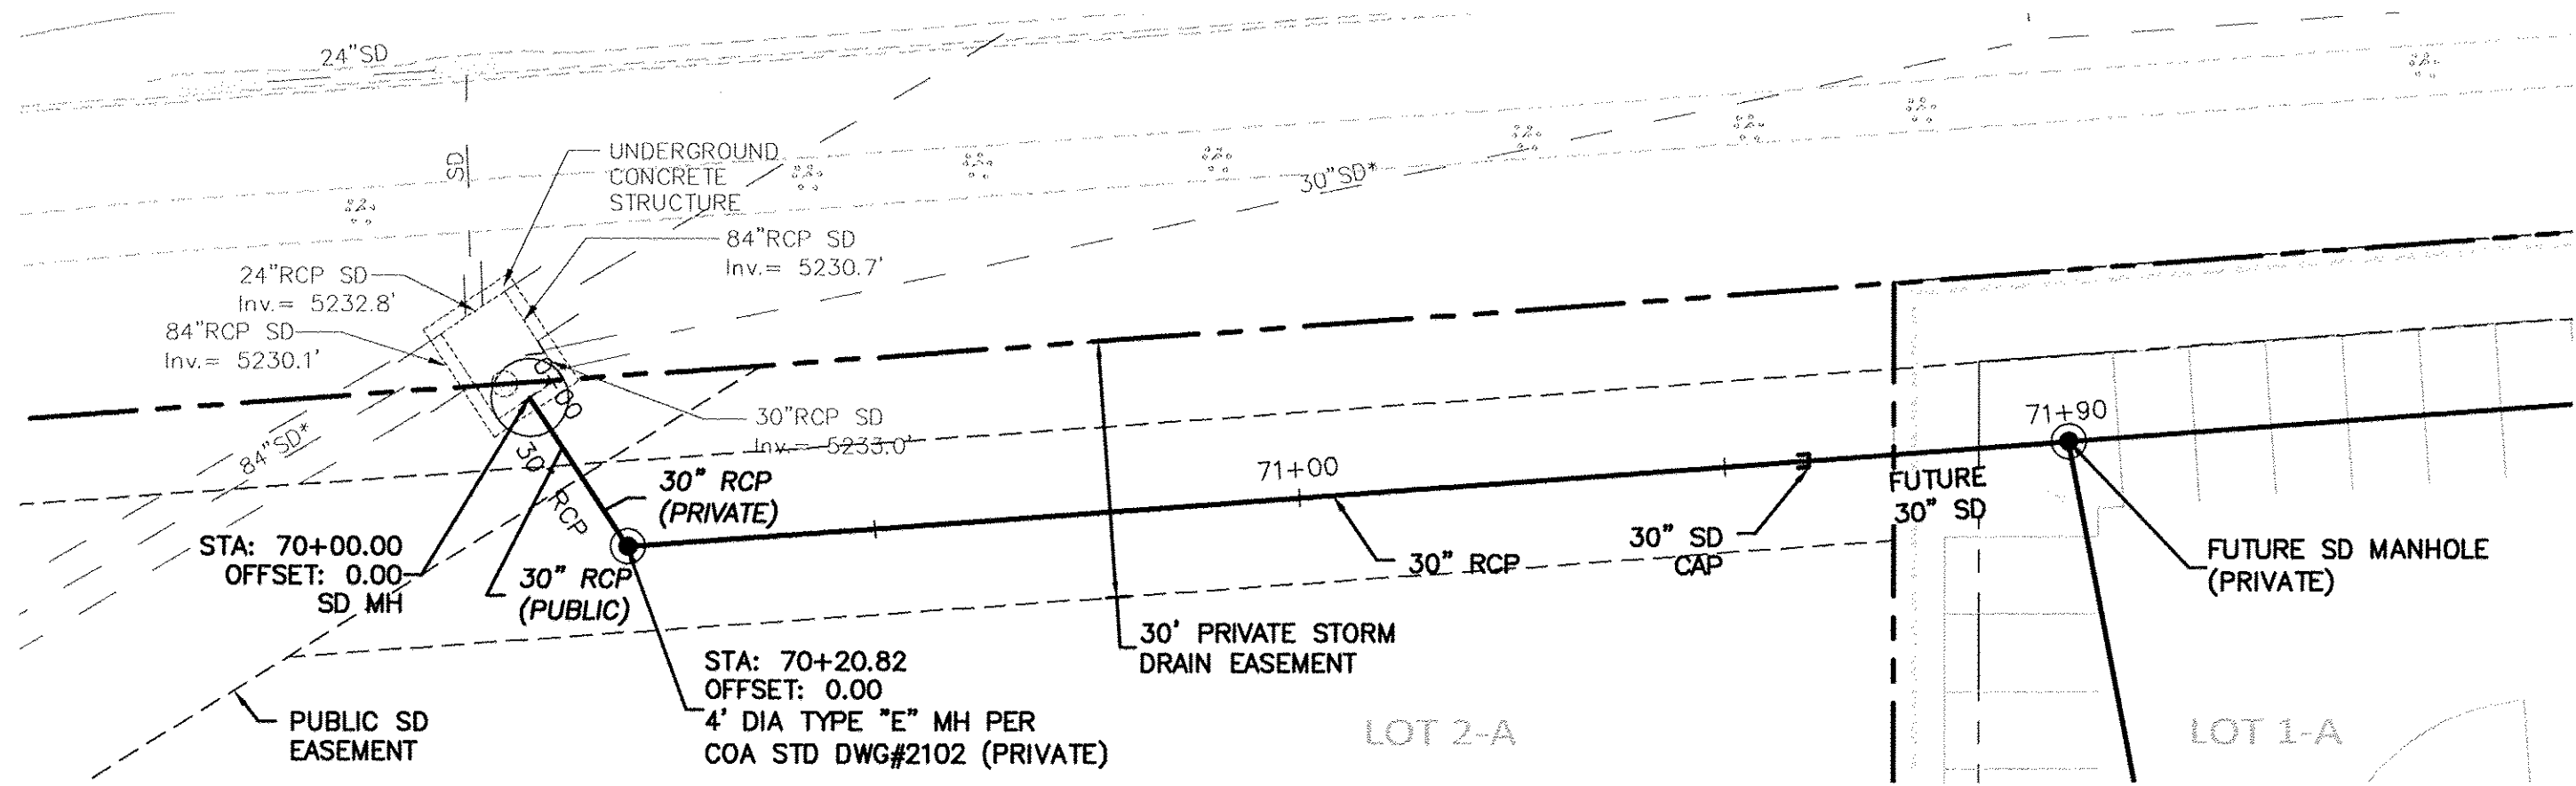 24"SD
SD
UNDERGROUND
CONCRETE
STRUCTURE
84"RCP SD
Inv.= 5230.7'
30"SD*
24"RCP SD
Inv.= 5232.8'
84"RCP SD
Inv.= 5230.1'
84"SD*
30"RCP SD
Inv.= 5233.0'
30" RCP
(PRIVATE)
30 RCP
STA: 70+00.00
OFFSET: 0.00
SD MH
30" RCP
(PUBLIC)
71+00
30" RCP
30" SD
CAP
FUTURE
30" SD
71+90
FUTURE SD MANHOLE
(PRIVATE)
30' PRIVATE STORM
DRAIN EASEMENT
STA: 70+20.82
OFFSET: 0.00
4' DIA TYPE "E" MH PER
COA STD DWG#2102 (PRIVATE)
PUBLIC SD
EASEMENT
LOT 2-A
LOT 1-A